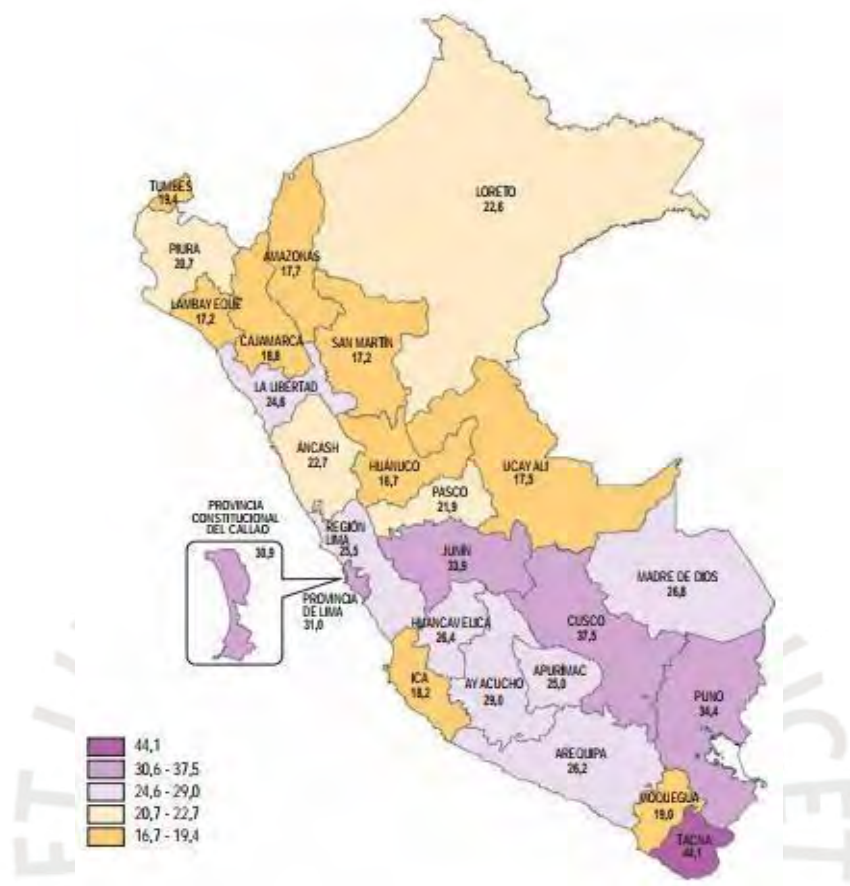 LORETO
22,6
TUMBES
19,4
PIURA
20,7
AMAZONAS
17,7
LAMBAYEQUE
17,2
CAJAMARCA
18,8
SAN MARTÍN
17,2
LA LIBERTAD
24,6
ÁNCASH
22,7
HUÁNUCO
16,7
UCAYALI
PASCO
21,9
PROVINCIA
CONSTITUCIONAL
DEL CALLAO
30,9
REGIÓN
LIMA
25,5
JUNÍN
33,9
MADRE DE DIOS
26,8
PROVINCIA
DE LIMA
31,0
HUANCAVELICA
26,4
CUSCO
37,5
ICA
18,2
AYACUCHO
29,0
APURIMAC
25,0
PUNO
34,4
AREQUIPA
26,2
MOQUEGUA
19,0
TACNA
44,1
44,1
30,6 - 37,5
24,6 - 29,0
20,7 - 22,7
16,7 - 19,4
ET
UCET